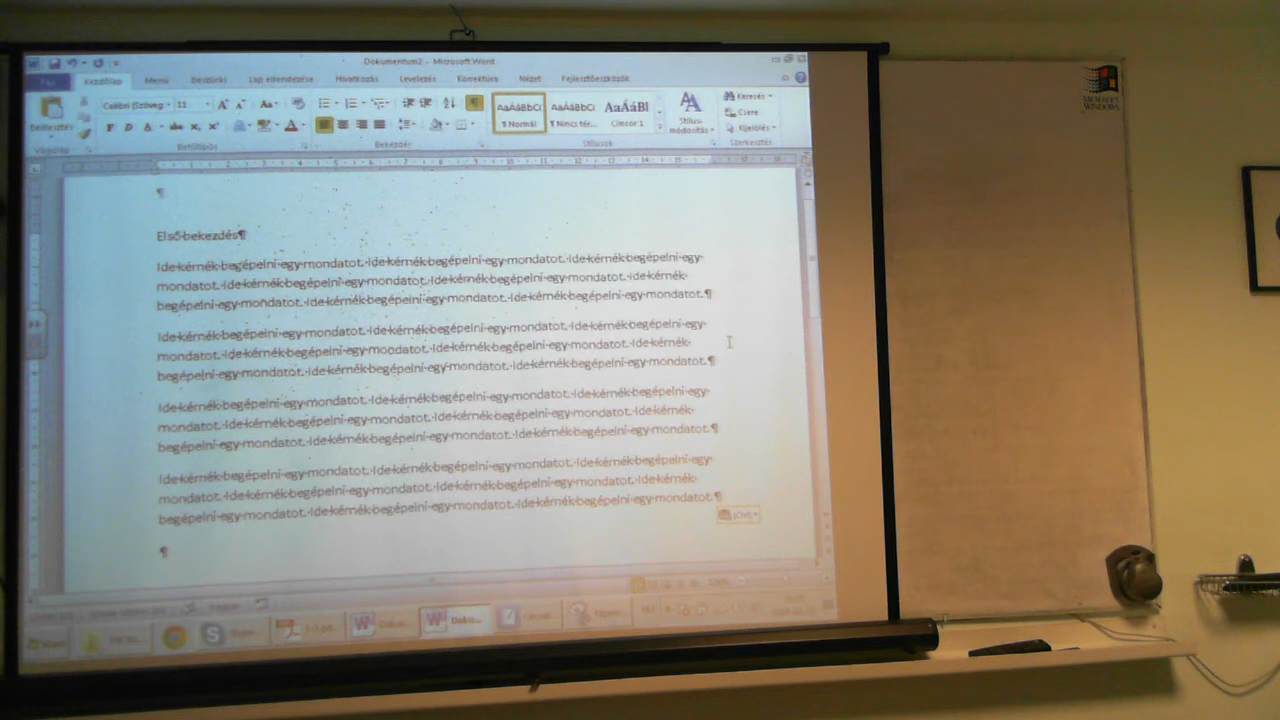 Dokumentum2 - Microsoft Word
Kezdőlap Menü Beszúrás Lap elrendezése Hivatkozás Levelezés Korrektúra Nézet Fejlesztőeszközök
Calibri (Szöveg 11
AaÁáBbCi AaÁáBbCi AaÁáBl
¶ Normál ¶ Nincs tér... Címsor 1
Stílus-
módosítás
Keresés
Csere
Kijelölés
Beillesztés
Vágólap Betűtípus Bekezdés Stílusok Szerkesztés
MICROSOFT
WINDOWS
¶
Első·bekezdés¶
Ide·kérnék·begépelni·egy·mondatot.·Ide·kérnék·begépelni·egy·mondatot.·Ide·kérnék·begépelni·egy·
mondatot.·Ide·kérnék·begépelni·egy·mondatot.·Ide·kérnék·begépelni·egy·mondatot.·Ide·kérnék·
begépelni·egy·mondatot.·Ide·kérnék·begépelni·egy·mondatot.·Ide·kérnék·begépelni·egy·mondatot.¶
Ide·kérnék·begépelni·egy·mondatot.·Ide·kérnék·begépelni·egy·mondatot.·Ide·kérnék·begépelni·egy·
mondatot.·Ide·kérnék·begépelni·egy·mondatot.·Ide·kérnék·begépelni·egy·mondatot.·Ide·kérnék·
begépelni·egy·mondatot.·Ide·kérnék·begépelni·egy·mondatot.·Ide·kérnék·begépelni·egy·mondatot.¶
Ide·kérnék·begépelni·egy·mondatot.·Ide·kérnék·begépelni·egy·mondatot.·Ide·kérnék·begépelni·egy·
mondatot.·Ide·kérnék·begépelni·egy·mondatot.·Ide·kérnék·begépelni·egy·mondatot.·Ide·kérnék·
begépelni·egy·mondatot.·Ide·kérnék·begépelni·egy·mondatot.·Ide·kérnék·begépelni·egy·mondatot.¶
Ide·kérnék·begépelni·egy·mondatot.·Ide·kérnék·begépelni·egy·mondatot.·Ide·kérnék·begépelni·egy·
mondatot.·Ide·kérnék·begépelni·egy·mondatot.·Ide·kérnék·begépelni·egy·mondatot.·Ide·kérnék·
begépelni·egy·mondatot.·Ide·kérnék·begépelni·egy·mondatot.·Ide·kérnék·begépelni·egy·mondatot.¶
(Ctrl)
¶